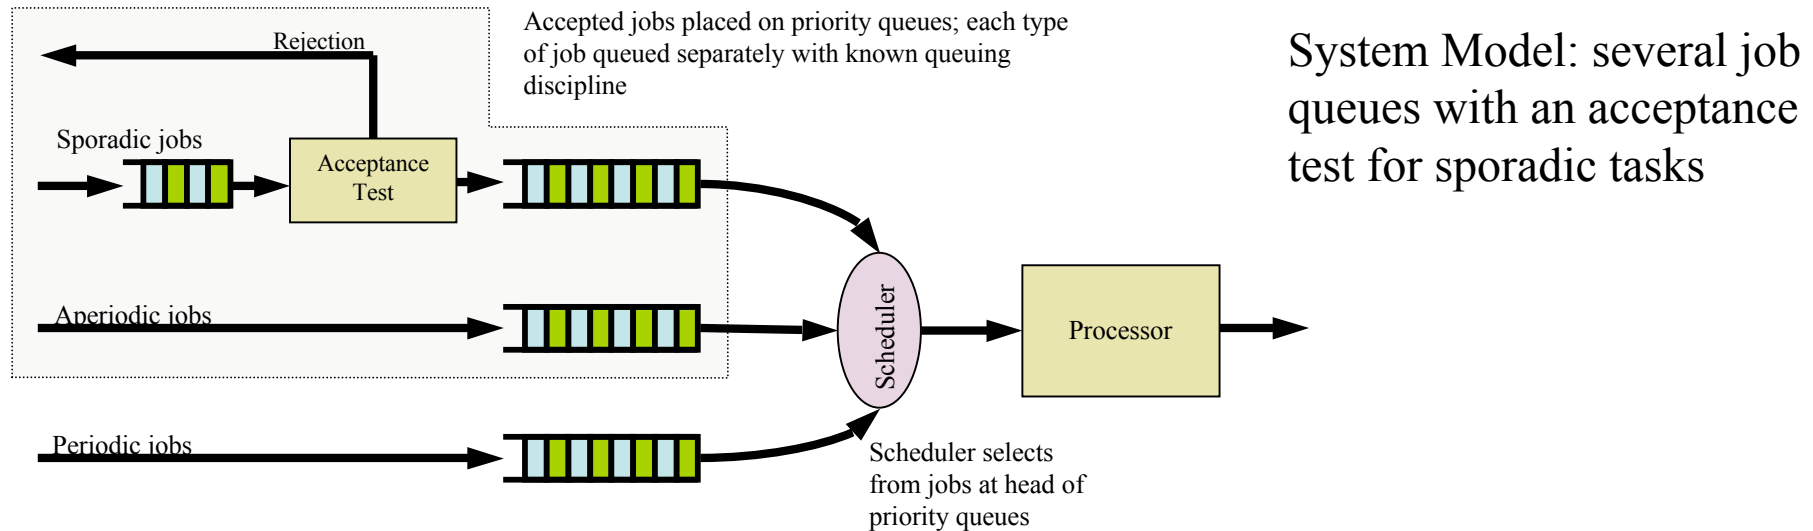 Rejection
Accepted jobs placed on priority queues; each type
of job queued separately with known queuing
discipline
System Model: several job
queues with an acceptance
test for sporadic tasks
Sporadic jobs
Acceptance
Test
Aperiodic jobs
Scheduler
Processor
Periodic jobs
Scheduler selects
from jobs at head of
priority queues